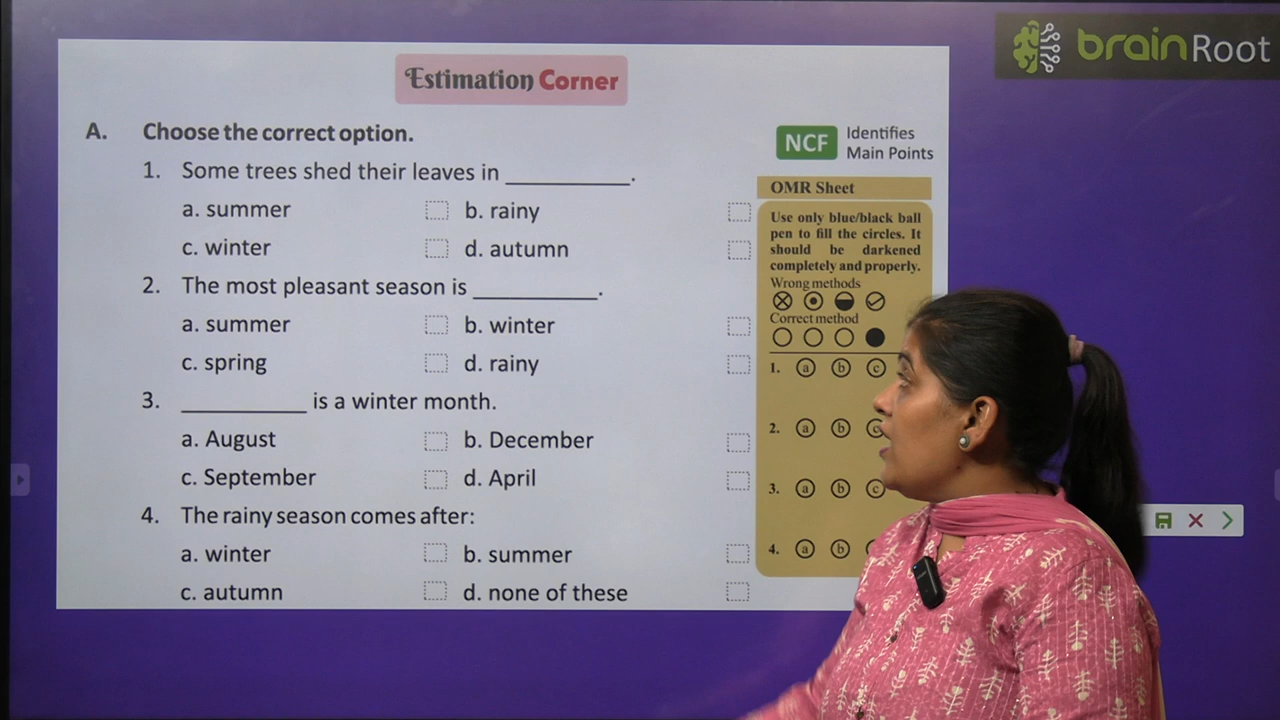 brainRoot
Estimation Corner
A. Choose the correct option.
NCF Identifies
Main Points
1. Some trees shed their leaves in __________.
a. summer b. rainy
c. winter d. autumn
2. The most pleasant season is __________.
a. summer b. winter
c. spring d. rainy
3. __________ is a winter month.
a. August b. December
c. September d. April
4. The rainy season comes after:
a. winter b. summer
c. autumn d. none of these
OMR Sheet
Use only blue/black ball
pen to fill the circles. It
should be darkened
completely and properly.
Wrong methods
Correct method
1. a b c
2. a b c
3. a b c
4. a b